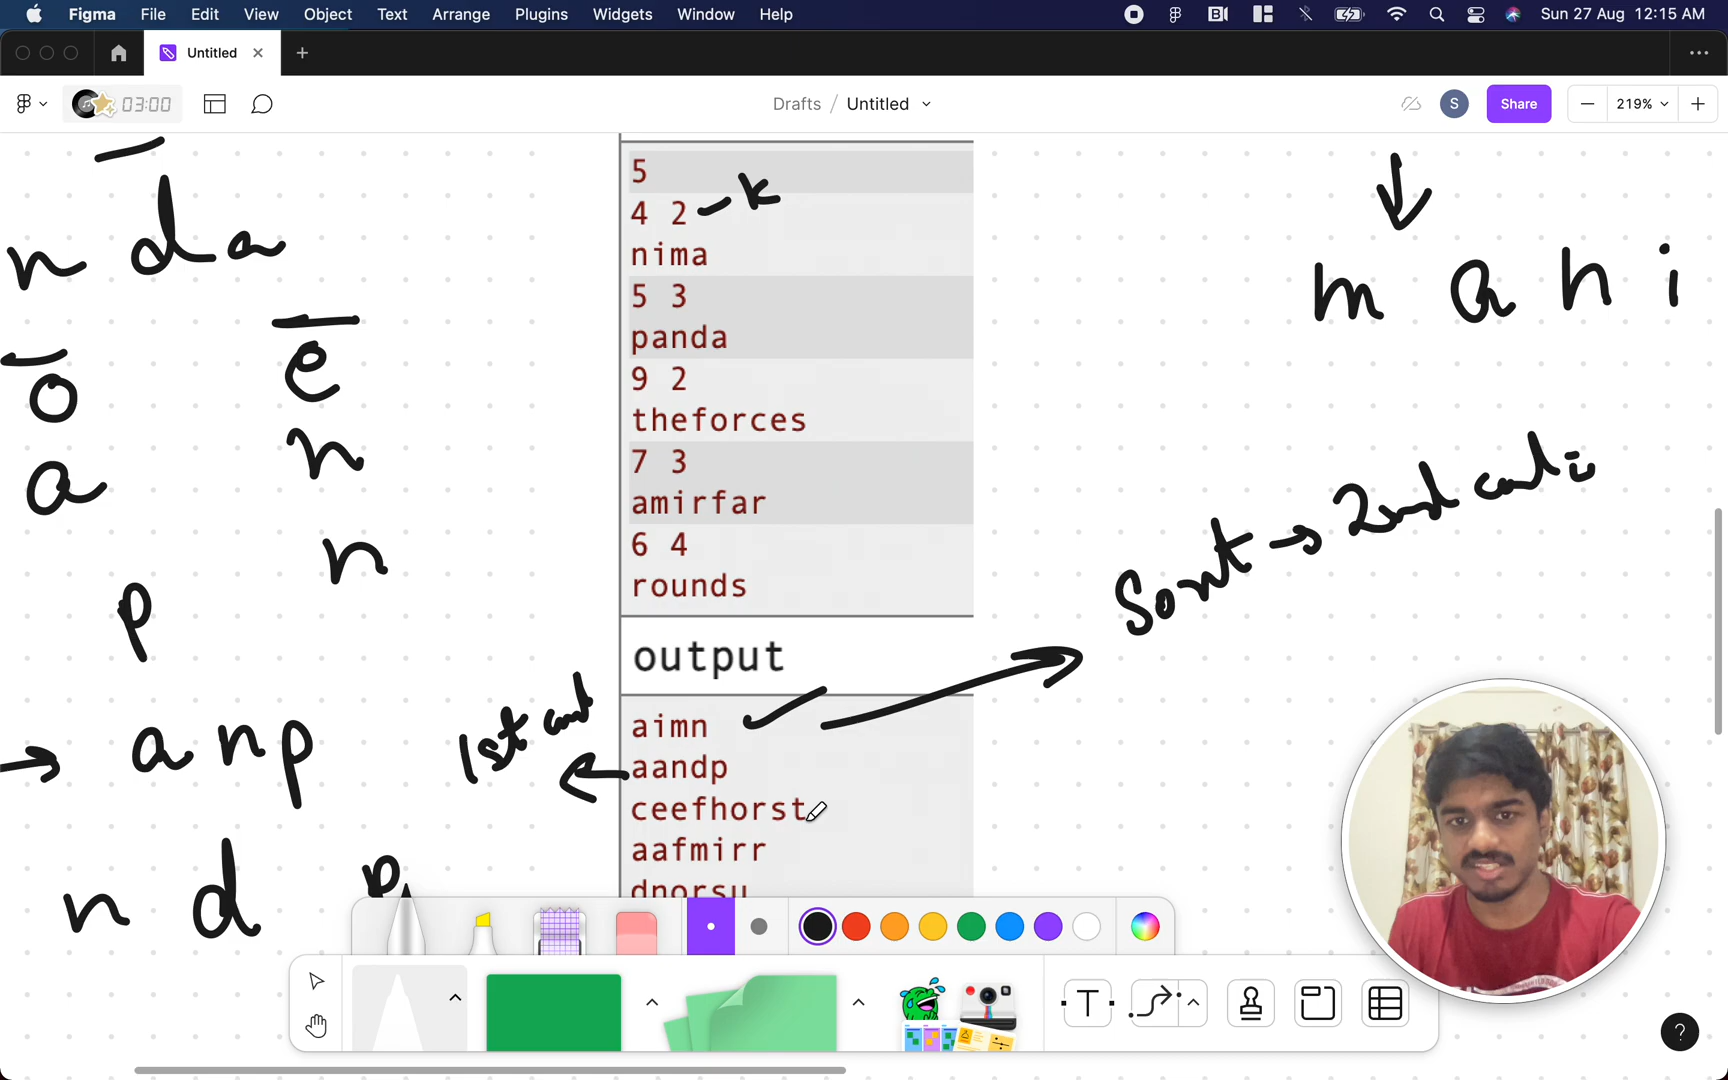 Figma File Edit View Object Text Arrange Plugins Widgets Window Help Sun 27 Aug 12:15 AM
Untitled
03:00 Drafts / Untitled S Share 219%
5
4 2 – k
nima
5 3
panda
9 2
theforces
7 3
amirfar
6 4
rounds
output
aimn
aandp
ceefhorst
aafmirr
dnorsu
n d a
o e
a n
p n
a n p
n d p
1st
m a n i
Sort → 2nd
T
?